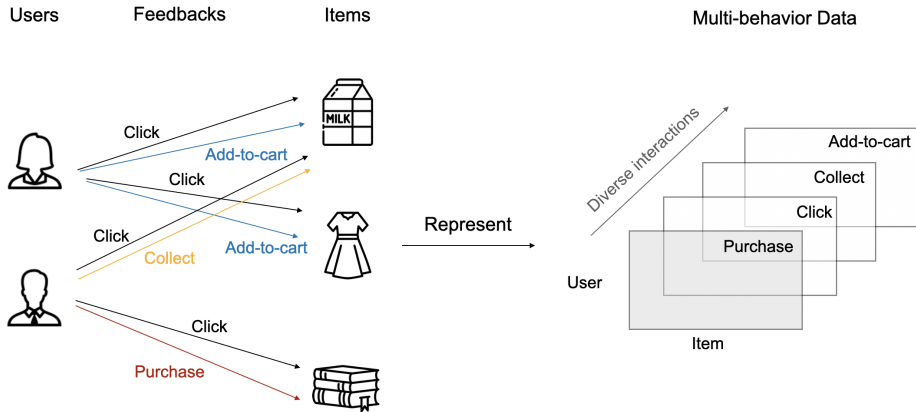 Users
Feedbacks
Items
Multi-behavior Data
Click
MILK
Add-to-cart
Click
Click
Add-to-cart
Collect
Click
Purchase
Represent
Diverse interactions
Add-to-cart
Collect
Click
Purchase
User
Item